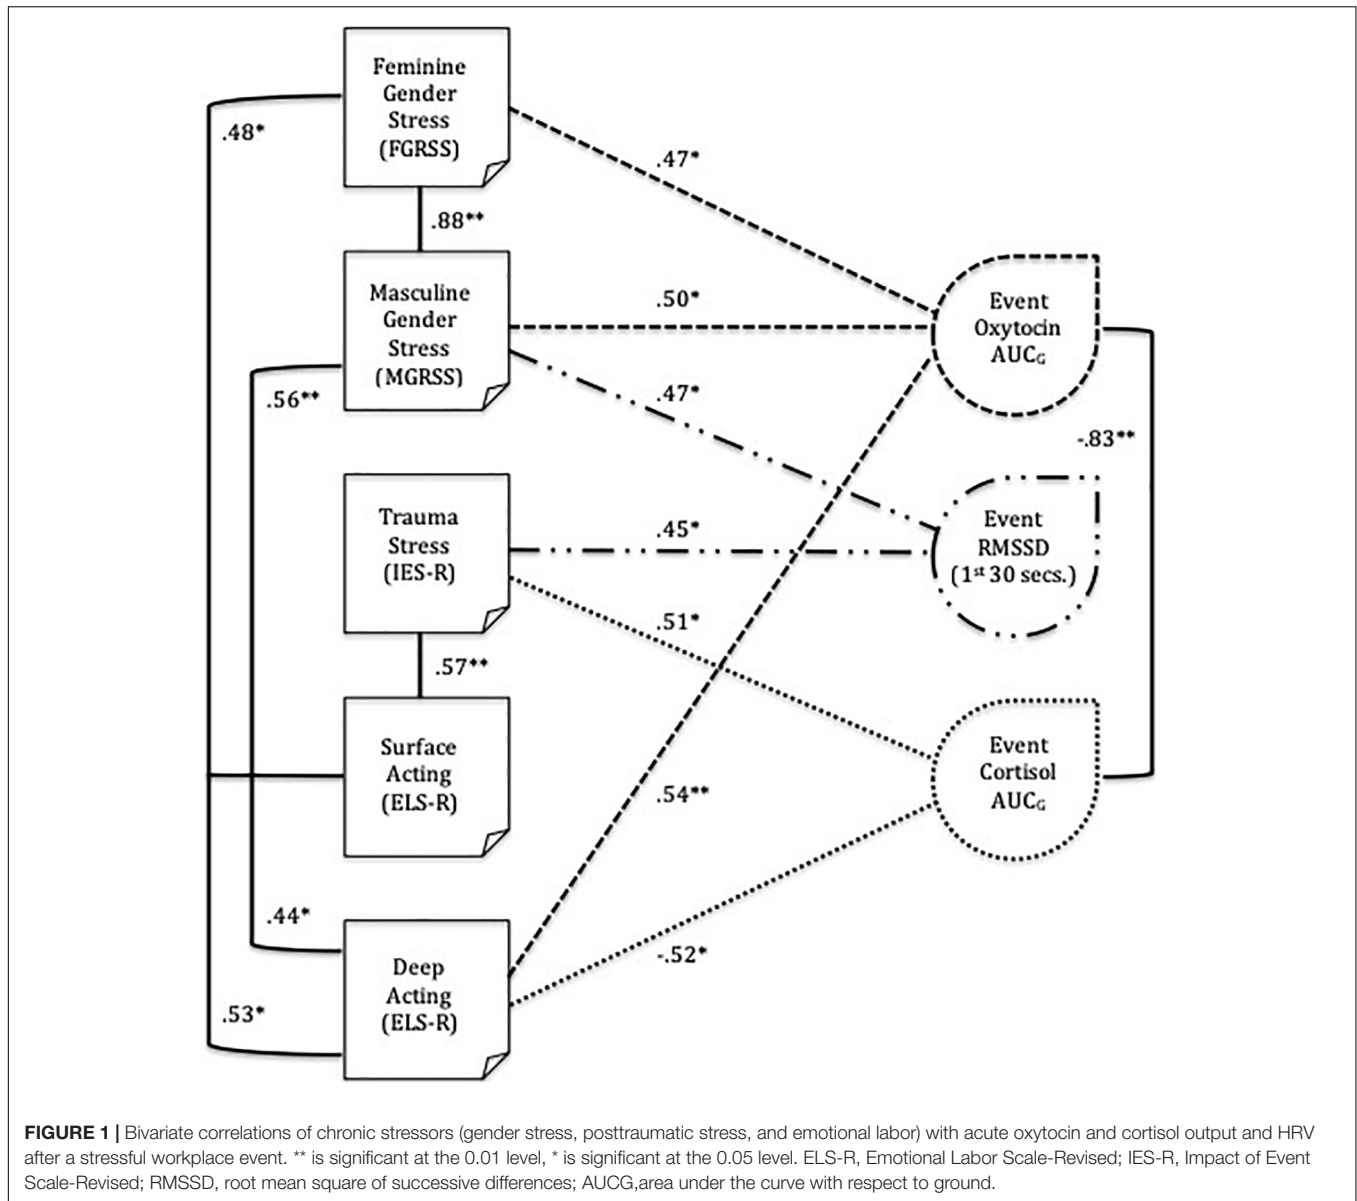 Feminine
Gender
Stress
(FGRSS)
.48*
.47*
.88**
Masculine
Gender
Stress
(MGRSS)
.50*
Event
Oxytocin
AUCG
.56**
.47*
-.83**
Trauma
Stress
(IES-R)
.45*
Event
RMSSD
(1st 30 secs.)
.51*
.57**
Surface
Acting
(ELS-R)
Event
Cortisol
AUCG
.54**
.44*
-.52*
Deep
Acting
(ELS-R)
.53*
FIGURE 1 | Bivariate correlations of chronic stressors (gender stress, posttraumatic stress, and emotional labor) with acute oxytocin and cortisol output and HRV
after a stressful workplace event. ** is significant at the 0.01 level, * is significant at the 0.05 level. ELS-R, Emotional Labor Scale-Revised; IES-R, Impact of Event
Scale-Revised; RMSSD, root mean square of successive differences; AUCG,area under the curve with respect to ground.